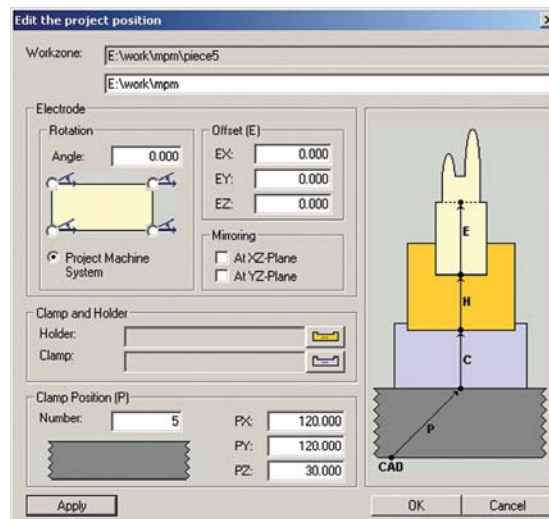 Edit the project position
Workzone: E:\work\mpm\piece5
E:\work\mpm
Electrode
Rotation
Angle: 0.000
Project Machine
System
Offset (E)
EX: 0.000
EY: 0.000
EZ: 0.000
Mirroring
At XZ-Plane
At YZ-Plane
Clamp and Holder
Holder:
Clamp:
Clamp Position (P)
Number: 5
PX: 120.000
PY: 120.000
PZ: 30.000
E
H
C
P
CAD
Apply
OK
Cancel